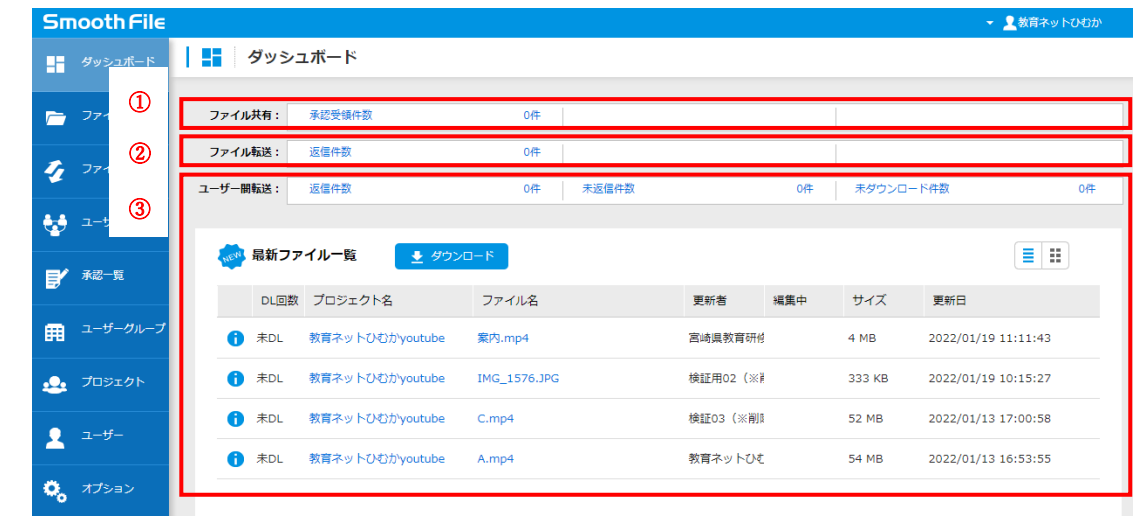 Smooth File
教育ネットひむか
ダッシュボード
ダッシュボード
①
ファイル共有： 承認受領件数 0件
②
ファイル転送： 返信件数 0件
ユーザー間転送： 返信件数 0件 未返信件数 0件 未ダウンロード件数 0件
③
NEW 最新ファイル一覧 ダウンロード
承認一覧
DL回数 プロジェクト名 ファイル名 更新者 編集中 サイズ 更新日
ユーザーグループ
未DL 教育ネットひむかyoutube 案内.mp4 宮崎県教育研修 4 MB 2022/01/19 11:11:43
プロジェクト
未DL 教育ネットひむかyoutube IMG_1576.JPG 検証用02（※ 333 KB 2022/01/19 10:15:27
未DL 教育ネットひむかyoutube C.mp4 検証03（※削 52 MB 2022/01/13 17:00:58
ユーザー
未DL 教育ネットひむかyoutube A.mp4 教育ネットひむ 54 MB 2022/01/13 16:53:55
オプション